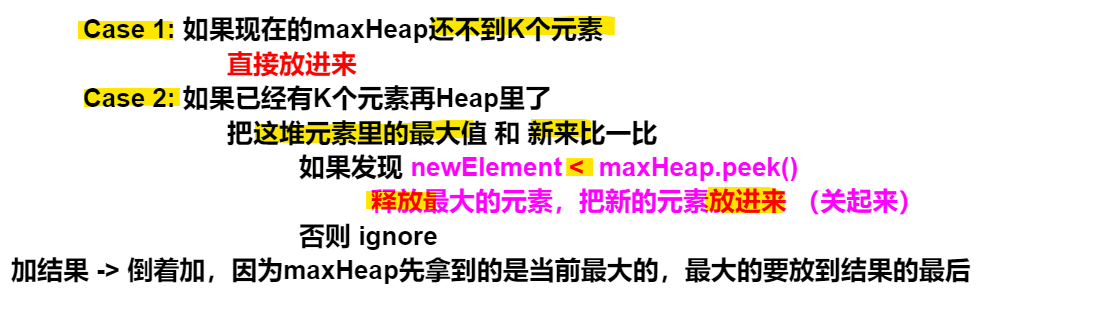 Case 1: 如果现在的maxHeap还不到K个元素
直接放进来
Case 2: 如果已经有K个元素再Heap里了
把这堆元素里的最大值 和 新来比一比
如果发现 newElement < maxHeap.peek()
释放最大的元素，把新的元素放进来 （关起来）
否则 ignore
加结果 -> 倒着加，因为maxHeap先拿到的是当前最大的，最大的要放到结果的最后